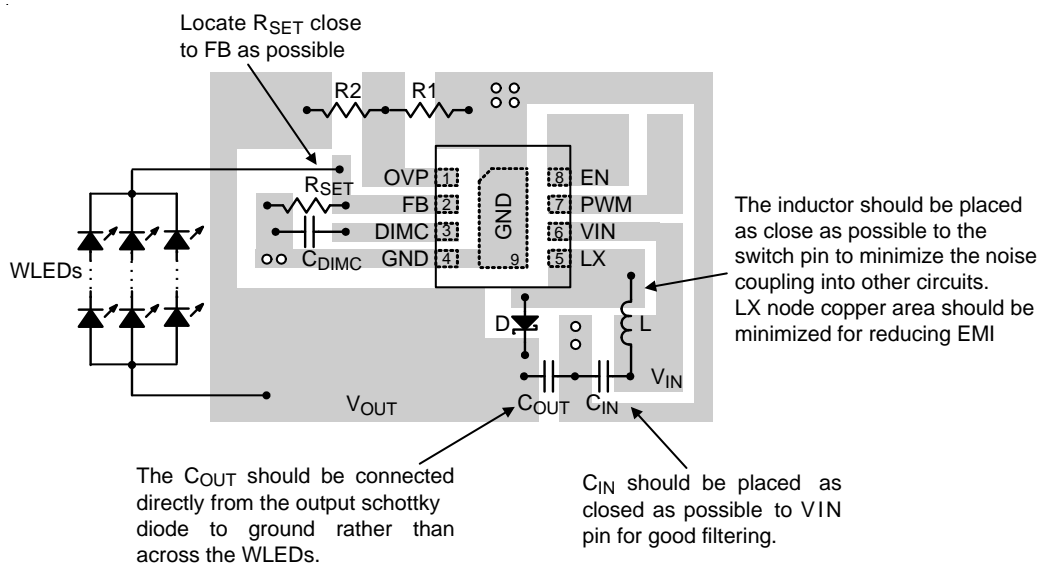 Locate RSET close
to FB as possible
R2
R1
RSET
CDIMC
WLEDs
OVP
FB
DIMC
GND
1
2
3
4
GND
9
8
7
6
5
EN
PWM
VIN
LX
D
L
VOUT
COUT
CIN
VIN
The inductor should be placed
as close as possible to the
switch pin to minimize the noise
coupling into other circuits.
LX node copper area should be
minimized for reducing EMI
The COUT should be connected
directly from the output schottky
diode to ground rather than
across the WLEDs.
CIN should be placed as
closed as possible to VIN
pin for good filtering.